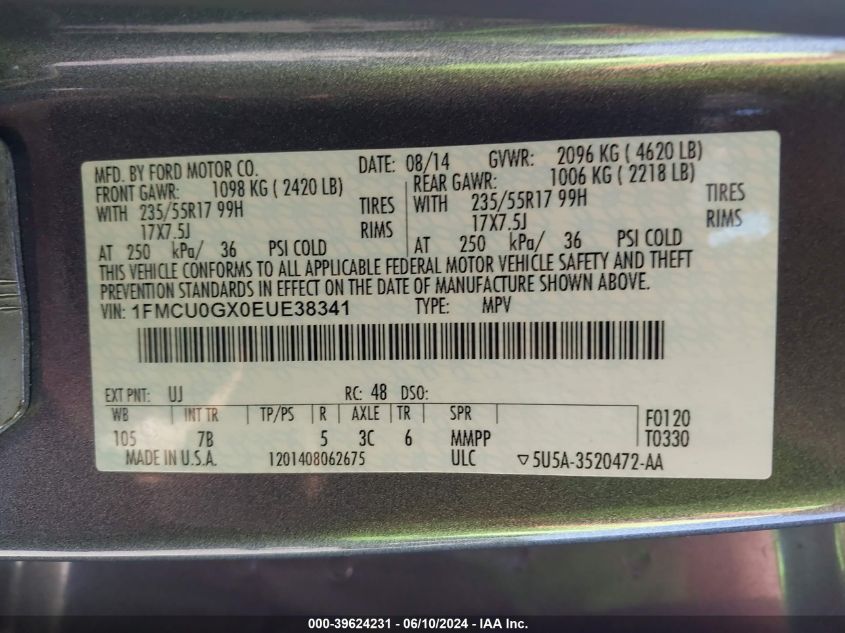 MFD. BY FORD MOTOR CO. DATE: 08/14 GVWR: 2096 KG ( 4620 LB)
FRONT GAWR: 1098 KG ( 2420 LB) REAR GAWR: 1006 KG ( 2218 LB)
WITH 235/55R17 99H TIRES WITH 235/55R17 99H TIRES
17X7.5J RIMS 17X7.5J RIMS
AT 250 kPa/ 36 PSI COLD AT 250 kPa/ 36 PSI COLD
THIS VEHICLE CONFORMS TO ALL APPLICABLE FEDERAL MOTOR VEHICLE SAFETY AND THEFT
PREVENTION STANDARDS IN EFFECT ON THE DATE OF MANUFACTURE SHOWN ABOVE.
VIN: 1FMCU0GX0EUE38341 TYPE: MPV
EXT PNT: UJ RC: 48 DSO:
WB INT TR TP/PS R AXLE TR SPR F0120
105 7B 5 3C 6 MMPP T0330
MADE IN U.S.A. 1201408062675 ULC ▽5U5A-3520472-AA
000-39624231 - 06/10/2024 - IAA Inc.